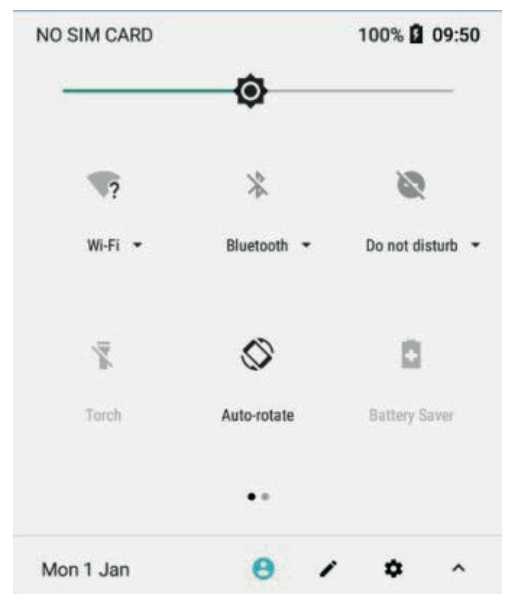 NO SIM CARD 100% 09:50
?
Wi-Fi Bluetooth Do not disturb
Torch Auto-rotate Battery Saver
Mon 1 Jan